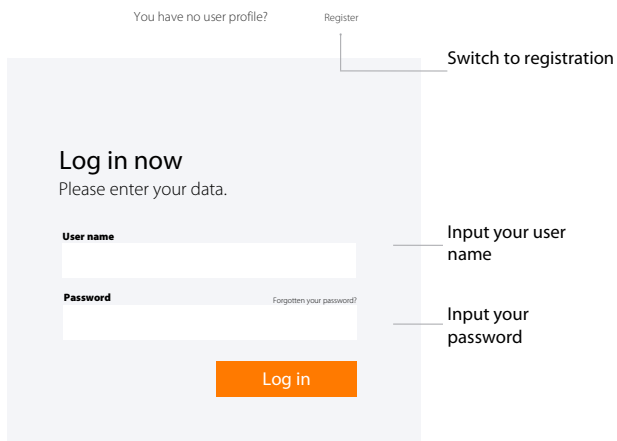 You have no user profile? Register
Switch to registration
Log in now
Please enter your data.
User name
Input your user
name
Password Forgotten your password?
Input your
password
Log in